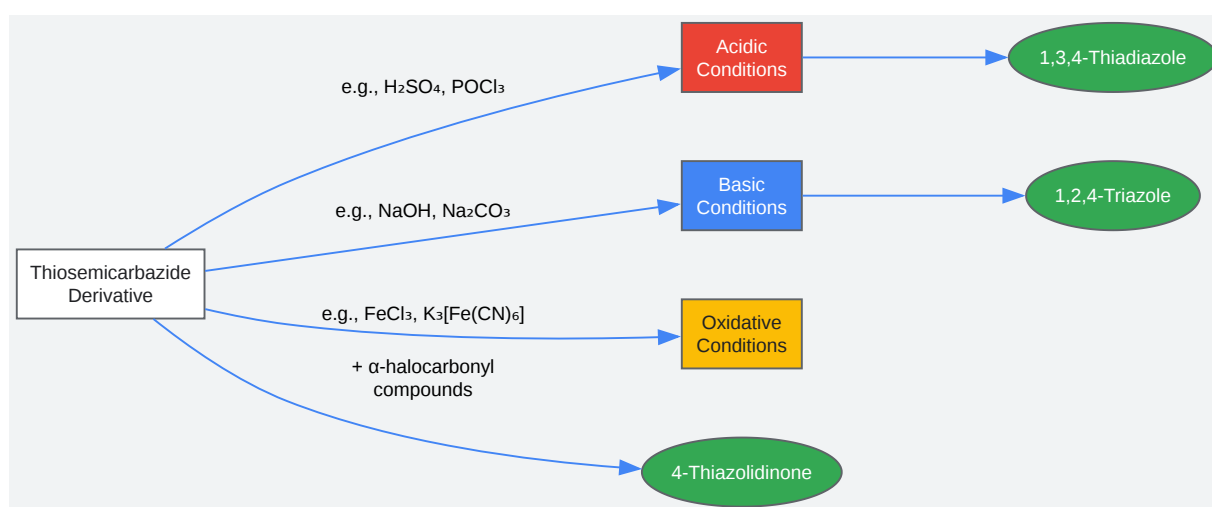 Acidic
Conditions
1,3,4-Thiadiazole
e.g., H₂SO₄, POCl₃
Basic
Conditions
1,2,4-Triazole
e.g., NaOH, Na₂CO₃
Thiosemicarbazide
Derivative
e.g., FeCl₃, K₃[Fe(CN)₆]
Oxidative
Conditions
+ α-halocarbonyl
compounds
4-Thiazolidinone